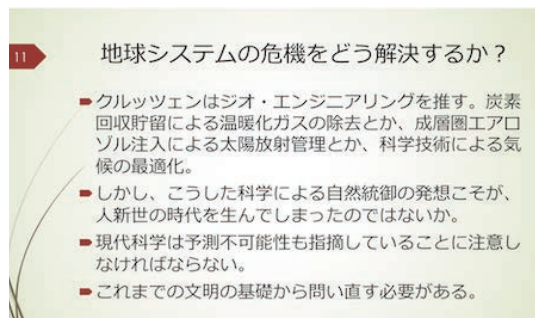 11
地球システムの危機をどう解決するか？
クルッツェンはジオ・エンジニアリングを推す。炭素
回収貯留による温暖化ガスの除去とか、成層圏エアロ
ゾル注入による太陽放射管理とか、科学技術による気
候の最適化。
しかし、こうした科学による自然統御の発想こそが、
人新世の時代を生んでしまったのではないか。
現代科学は予測不可能性も指摘していることに注意し
なければならない。
これまでの文明の基礎から問い直す必要がある。